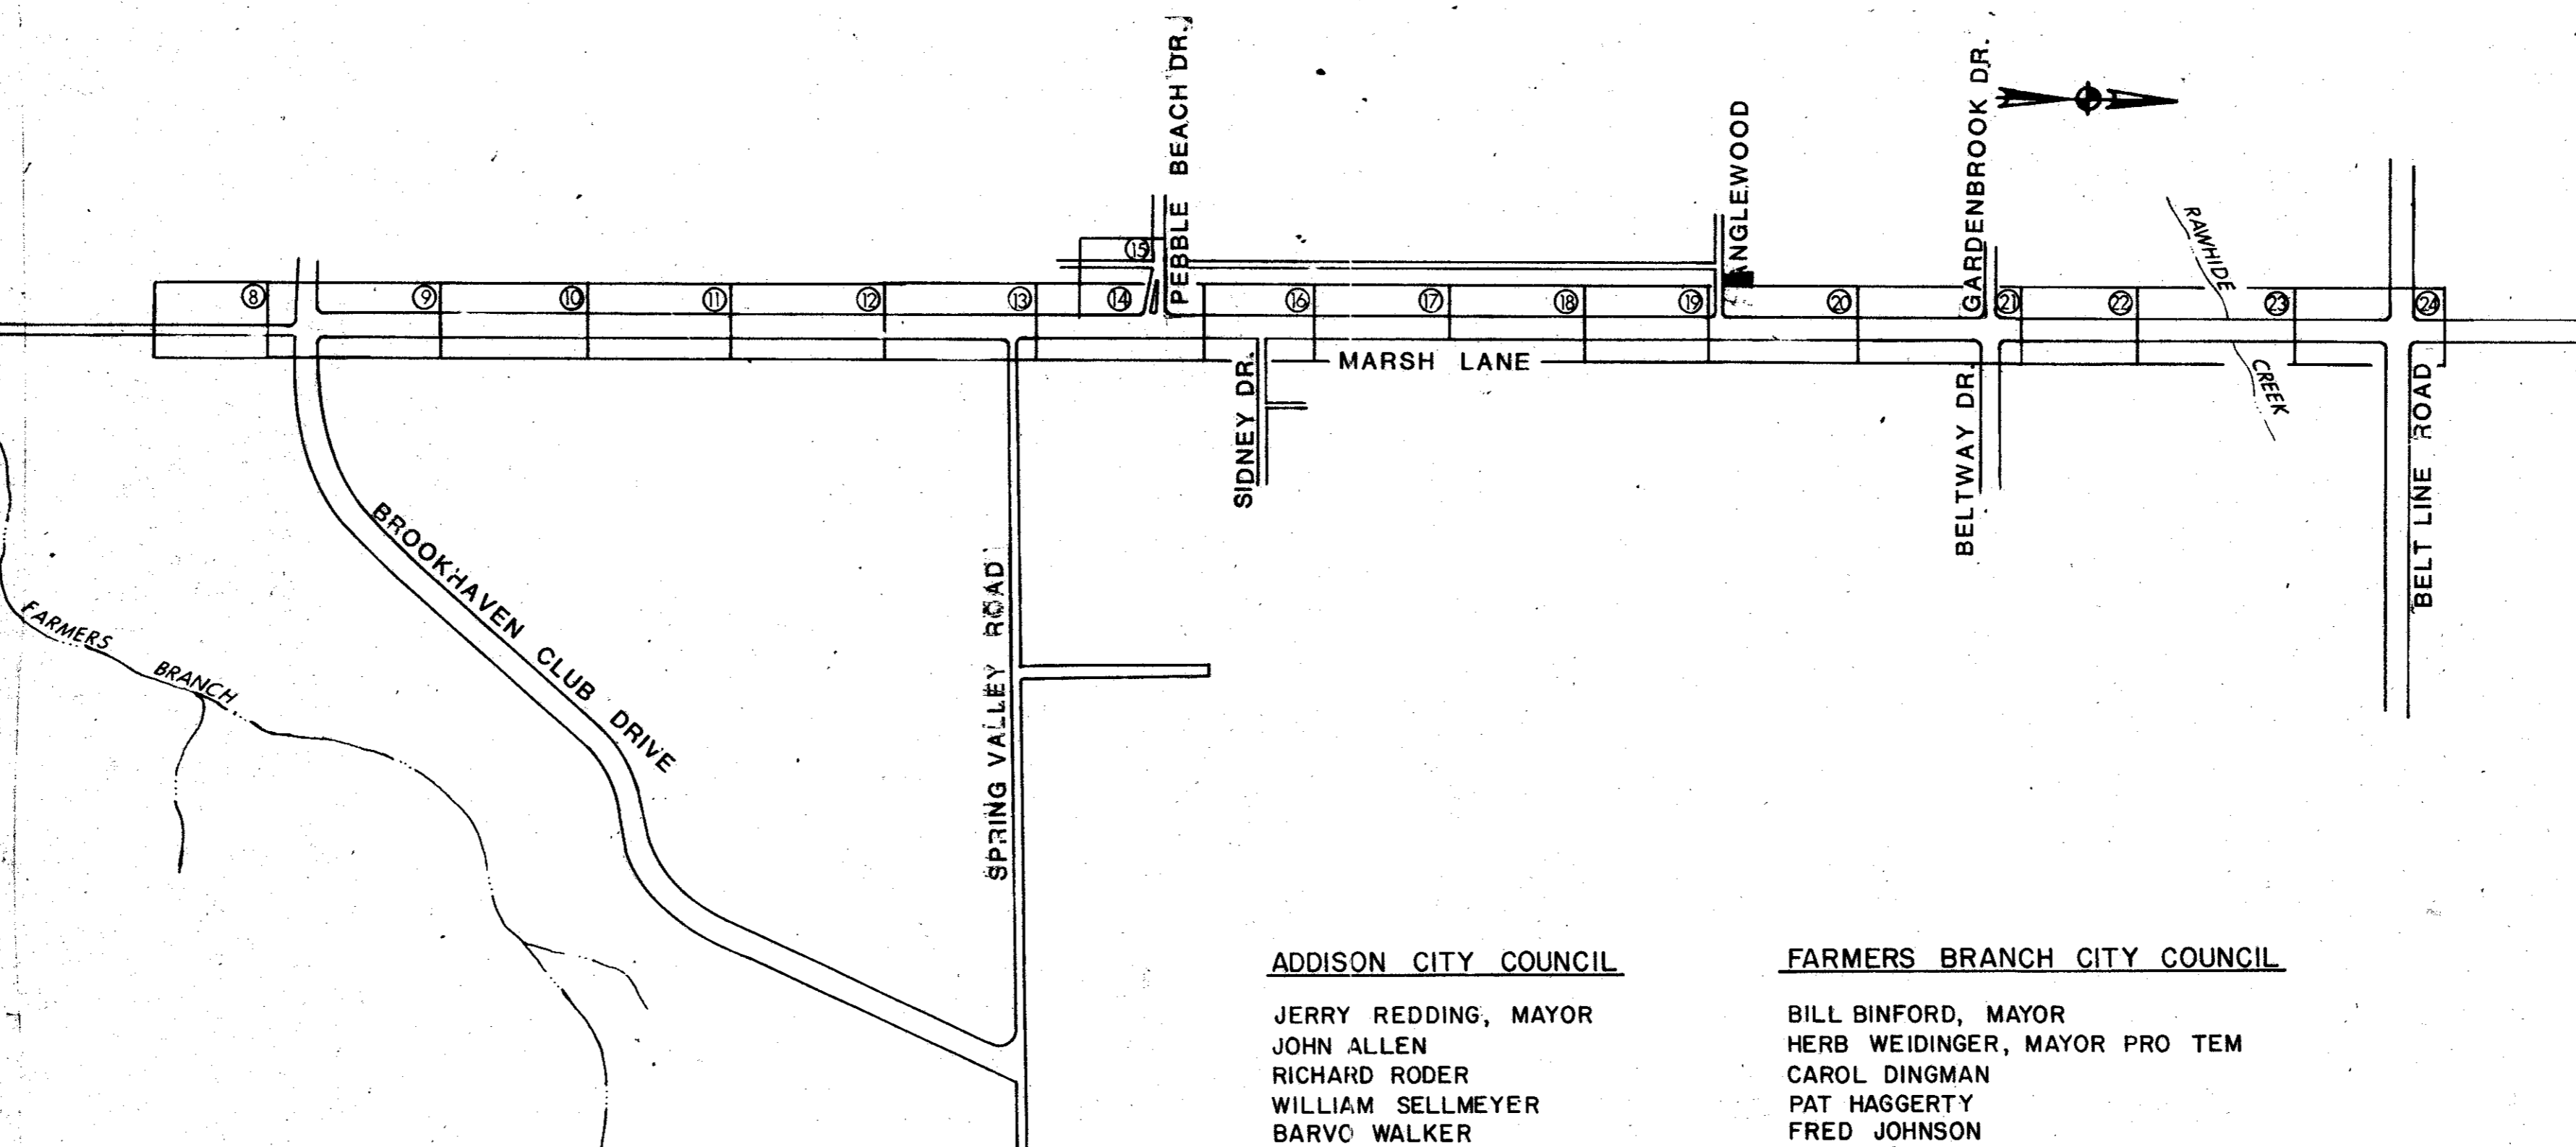 PEBBLE BEACH DR.
ANGLEWOOD
GARDENBROOK DR.
RAWHIDE
CREEK
15
8
9
10
11
12
13
14
16
17
18
19
20
21
22
23
24
MARSH LANE
SIDNEY DR.
BELTWAY DR.
BELT LINE ROAD
BROOKHAVEN CLUB DRIVE
SPRING VALLEY ROAD
FARMERS
BRANCH
ADDISON CITY COUNCIL
JERRY REDDING, MAYOR
JOHN ALLEN
RICHARD RODER
WILLIAM SELLMEYER
BARVO WALKER
FARMERS BRANCH CITY COUNCIL
BILL BINFORD, MAYOR
HERB WEIDINGER, MAYOR PRO TEM
CAROL DINGMAN
PAT HAGGERTY
FRED JOHNSON